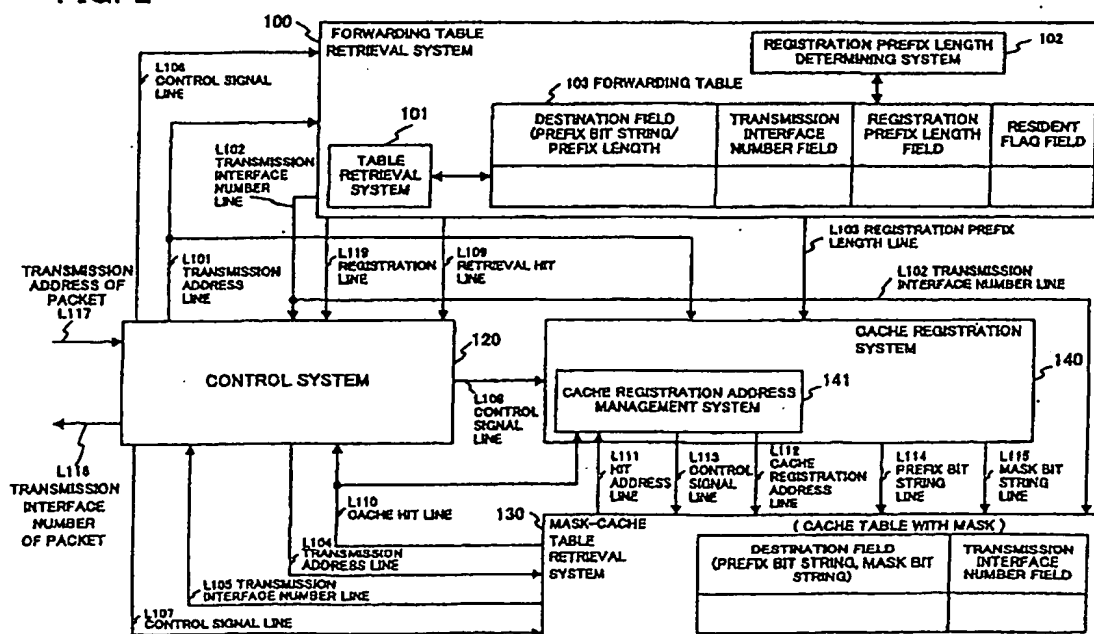 100
FORWARDING TABLE
RETRIEVAL SYSTEM
REGISTRATION PREFIX LENGTH
DETERMINING SYSTEM
102
L106
CONTROL SIGNAL
LINE
103 FORWARDING TABLE
101
TABLE
RETRIEVAL
SYSTEM
DESTINATION FIELD
(PREFIX BIT STRING/
PREFIX LENGTH
TRANSMISSION
INTERFACE
NUMBER FIELD
REGISTRATION
PREFIX LENGTH
FIELD
RESIDENT
FLAG FIELD
L102
TRANSMISSION
INTERFACE
NUMBER
LINE
L101
TRANSMISSION
ADDRESS
LINE
L119
REGISTRATION
LINE
L109
RETRIEVAL HIT
LINE
L103 REGISTRATION PREFIX
LENGTH LINE
L102 TRANSMISSION
INTERFACE NUMBER LINE
TRANSMISSION
ADDRESS OF
PACKET
L117
CONTROL SYSTEM
120
L108
CONTROL
SIGNAL
LINE
CACHE REGISTRATION
SYSTEM
140
CACHE REGISTRATION ADDRESS
MANAGEMENT SYSTEM
141
L118
TRANSMISSION
INTERFACE
NUMBER
OF PACKET
L111
HIT
ADDRESS
LINE
L113
CONTROL
SIGNAL
LINE
L112
CACHE
REGISTRATION
ADDRESS
LINE
L114
PREFIX BIT
STRING
LINE
L115
MASK BIT
STRING
LINE
L110
CACHE HIT LINE
L104
TRANSMISSION
ADDRESS LINE
L105 TRANSMISSION
INTERFACE NUMBER LINE
L107
CONTROL SIGNAL LINE
130
MASK-CACHE
TABLE
RETRIEVAL
SYSTEM
( CACHE TABLE WITH MASK )
DESTINATION FIELD
(PREFIX BIT STRING, MASK BIT
STRING)
TRANSMISSION
INTERFACE
NUMBER FIELD